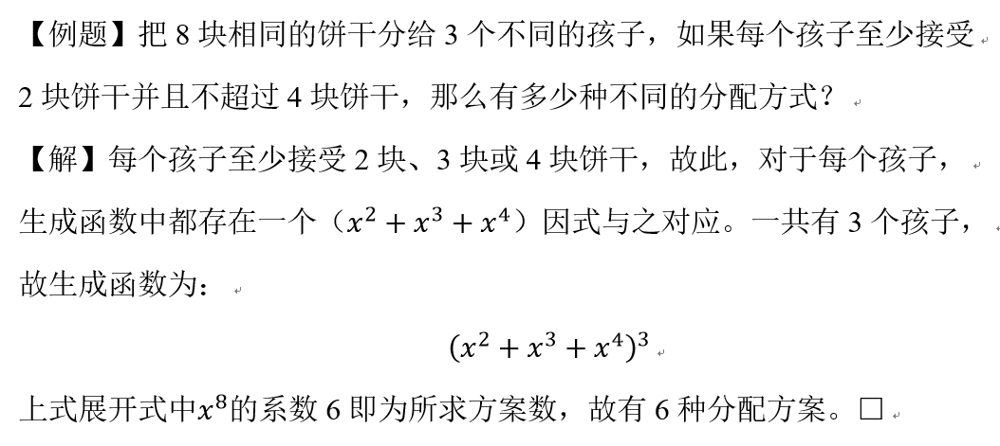 【例题】把 8 块相同的饼干分给 3 个不同的孩子，如果每个孩子至少接受
2 块饼干并且不超过 4 块饼干，那么有多少种不同的分配方式？
【解】每个孩子至少接受 2 块、3 块或 4 块饼干，故此，对于每个孩子，
生成函数中都存在一个（𝑥² + 𝑥³ + 𝑥⁴）因式与之对应。一共有 3 个孩子，
故生成函数为：
(𝑥² + 𝑥³ + 𝑥⁴)³
上式展开式中𝑥⁸的系数 6 即为所求方案数，故有 6 种分配方案。□